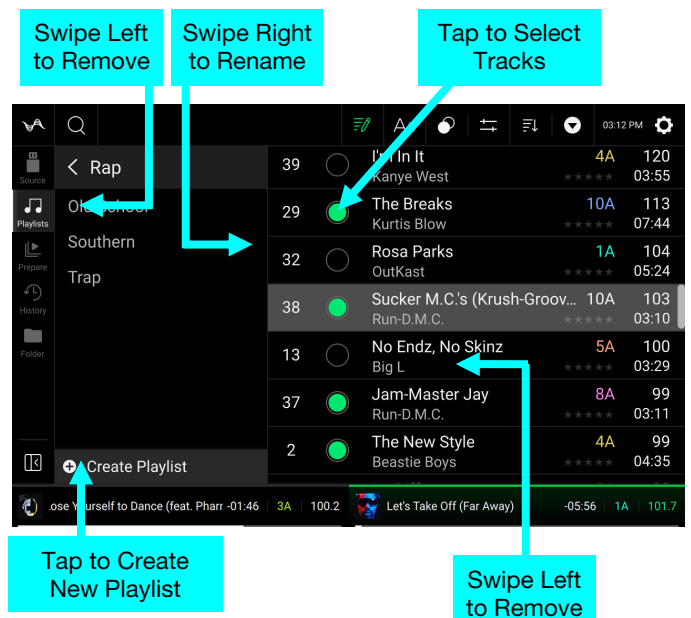 Swipe Left
to Remove
Swipe Right
to Rename
Tap to Select
Tracks
03:12 PM
Source
Playlists
Prepare
History
Folder
Rap
Southern
Trap
Create Playlist
39 I'm In It 4A 120
Kanye West 03:55
29 The Breaks 10A 113
Kurtis Blow 07:44
32 Rosa Parks 1A 104
OutKast 05:24
38 Sucker M.C.'s (Krush-Groov... 10A 103
Run-D.M.C. 03:10
13 No Endz, No Skinz 5A 100
Big L 03:29
37 Jam-Master Jay 8A 99
Run-D.M.C. 03:11
2 The New Style 4A 99
Beastie Boys 04:35
.ose Yourself to Dance (feat. Pharr -01:46 3A 100.2
Let's Take Off (Far Away) -05:56 1A 101.7
Tap to Create
New Playlist
Swipe Left
to Remove